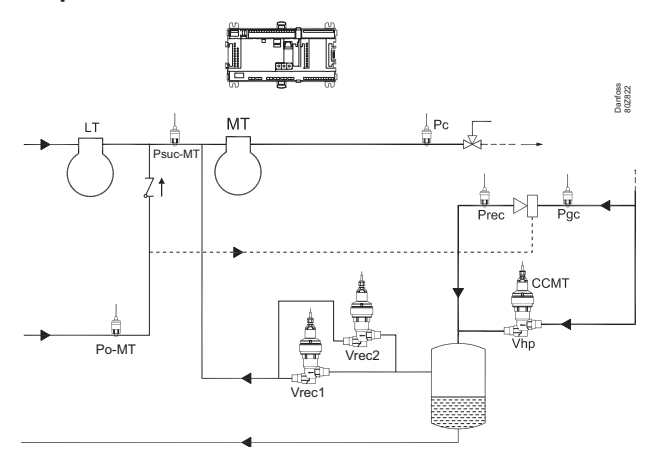 Danfoss
80Z822
LT
MT
Pc
Psuc-MT
Prec
Pgc
CCMT
Vhp
Po-MT
Vrec2
Vrec1